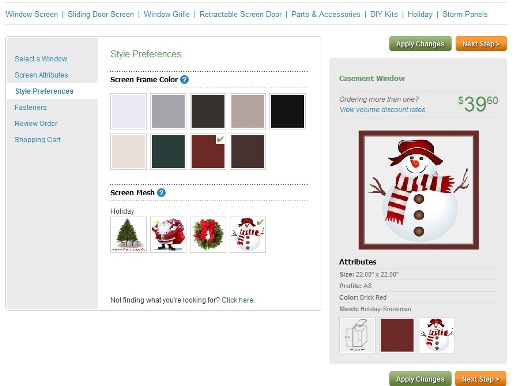 Window Screen | Sliding Door Screen | Window Grille | Retractable Screen Door | Parts & Accessories | DIY Kits | Holiday | Storm Panels
Apply Changes Next Step >
Select a Window
Screen Attributes
Style Preferences
Fasteners
Review Order
Shopping Cart
Style Preferences
Screen Frame Color ?
Screen Mesh ?
Holiday
Not finding what you're looking for? Click here.
Casement Window
Ordering more than one?
View volume discount rates
$39.60
Attributes
Size: 22.00" x 22.00"
Profile: A8
Color: Brick Red
Mesh: Holiday-Snowman
Apply Changes Next Step >